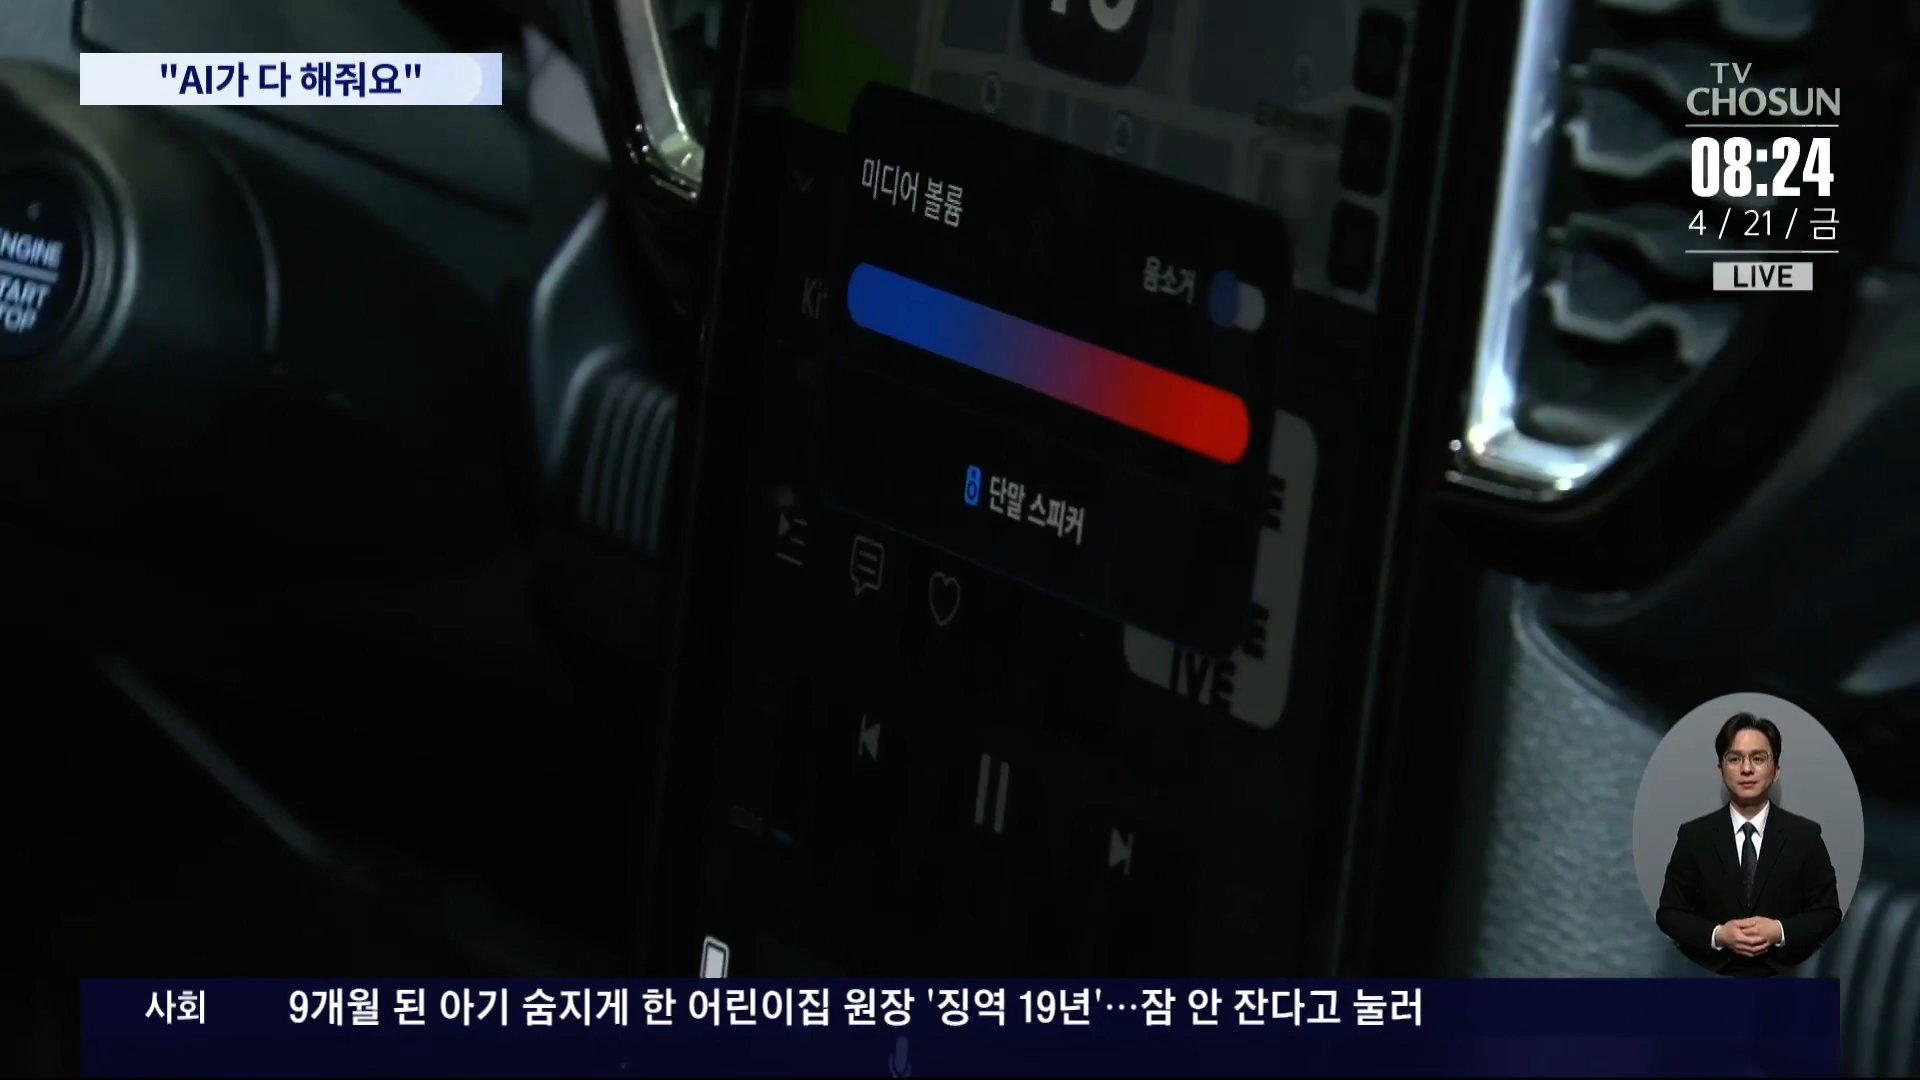 "AI가 다 해줘요"
TV
CHOSUN
08:24
4 / 21 / 금
LIVE
미디어 볼륨
음소거
단말 스피커
ENGINE
START
STOP
IVE
사회 9개월 된 아기 숨지게 한 어린이집 원장 '징역 19년'…잠 안 잔다고 눌러